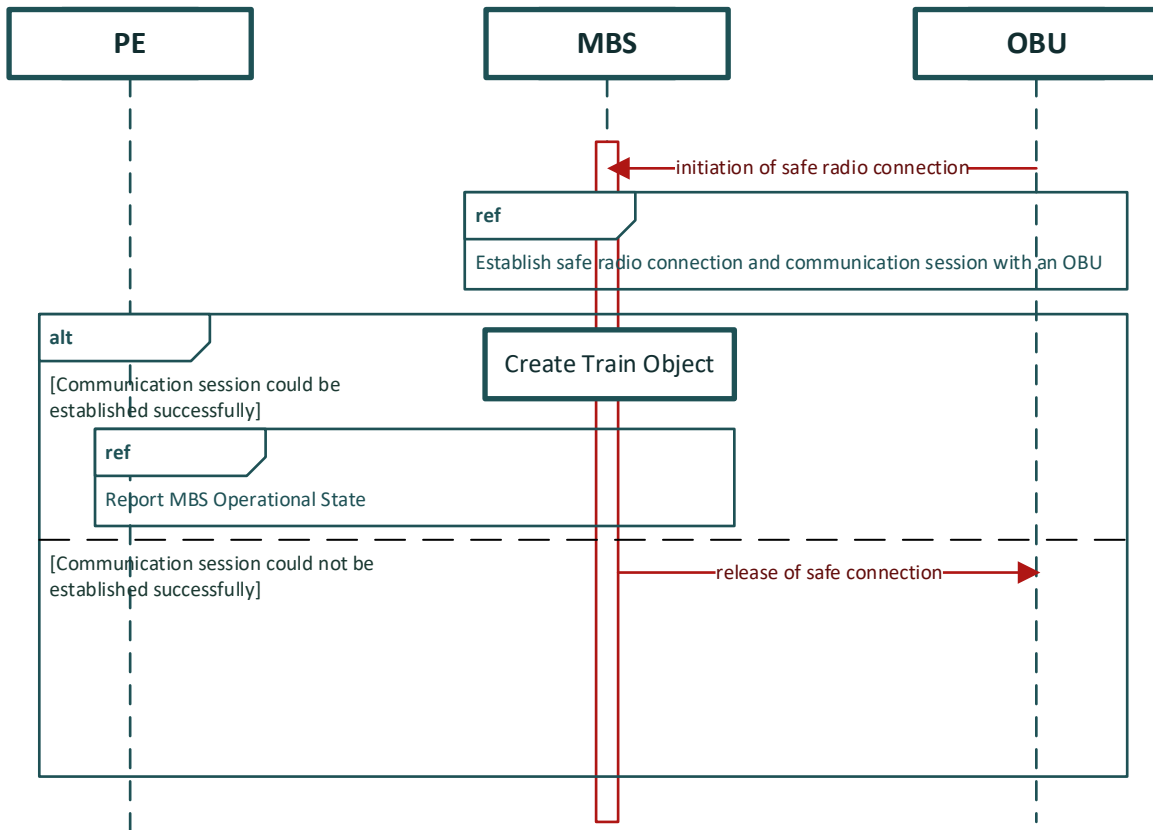 PE
MBS
OBU
initiation of safe radio connection
ref
Establish safe radio connection and communication session with an OBU
alt
Create Train Object
[Communication session could be
established successfully]
ref
Report MBS Operational State
[Communication session could not be
established successfully]
release of safe connection